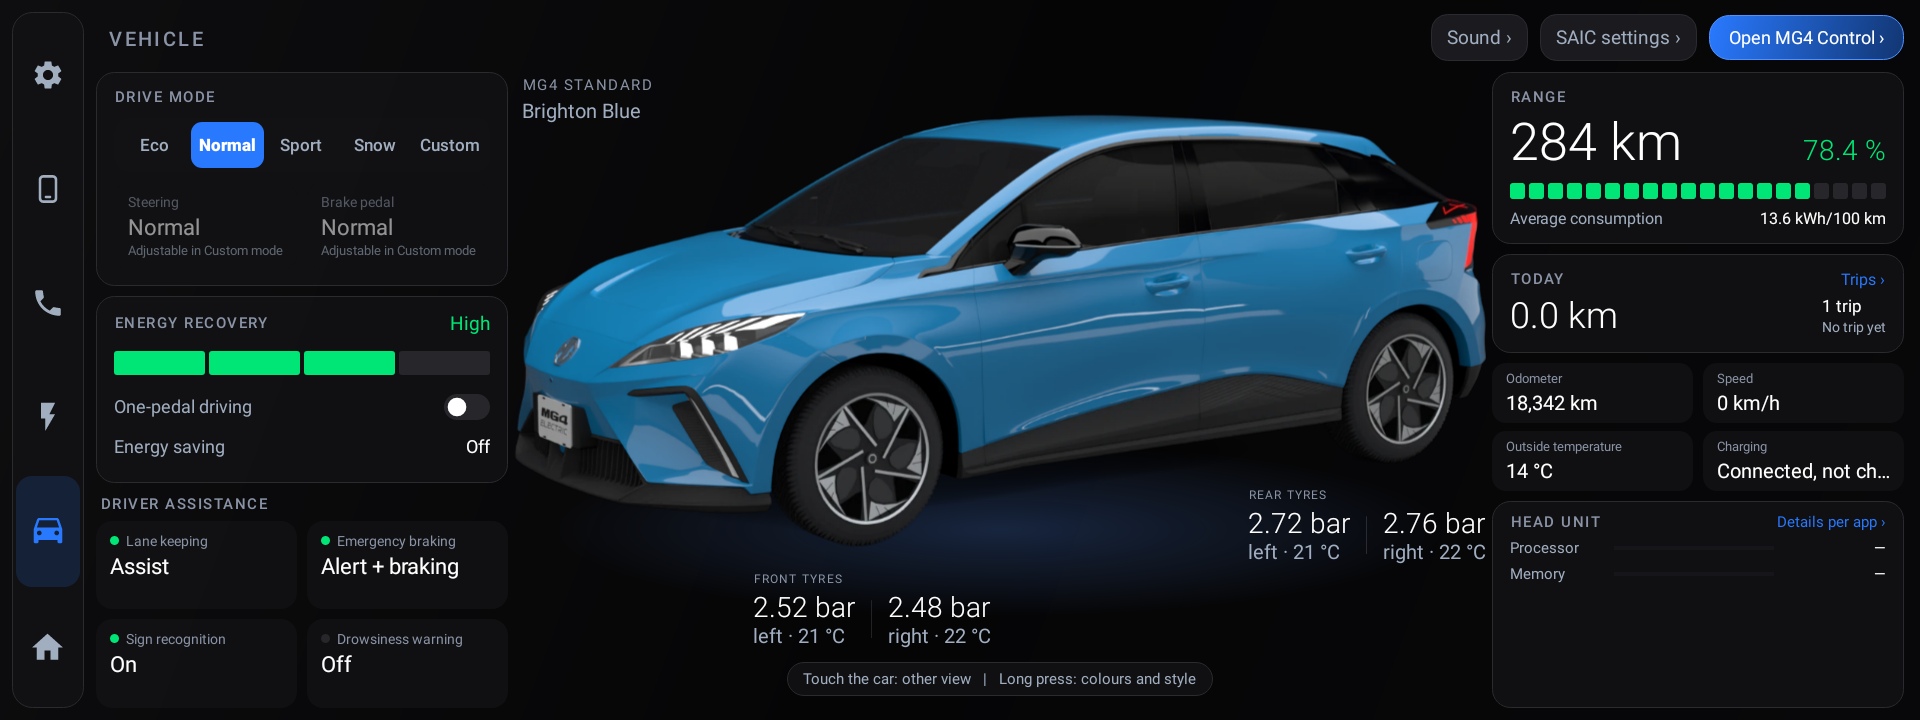 VEHICLE
Sound ›
SAIC settings ›
Open MG4 Control ›
DRIVE MODE
Eco
Normal
Sport
Snow
Custom
Steering
Normal
Adjustable in Custom mode
Brake pedal
Normal
Adjustable in Custom mode
ENERGY RECOVERY
High
One-pedal driving
Energy saving
Off
DRIVER ASSISTANCE
Lane keeping
Assist
Emergency braking
Alert + braking
Sign recognition
On
Drowsiness warning
Off
MG4 STANDARD
Brighton Blue
MG4
ELECTRIC
REAR TYRES
2.72 bar
left · 21 °C
2.76 bar
right · 22 °C
FRONT TYRES
2.52 bar
left · 21 °C
2.48 bar
right · 22 °C
Touch the car: other view | Long press: colours and style
RANGE
284 km
78.4 %
Average consumption
13.6 kWh/100 km
TODAY
Trips ›
0.0 km
1 trip
No trip yet
Odometer
18,342 km
Speed
0 km/h
Outside temperature
14 °C
Charging
Connected, not ch...
HEAD UNIT
Details per app ›
Processor
–
Memory
–